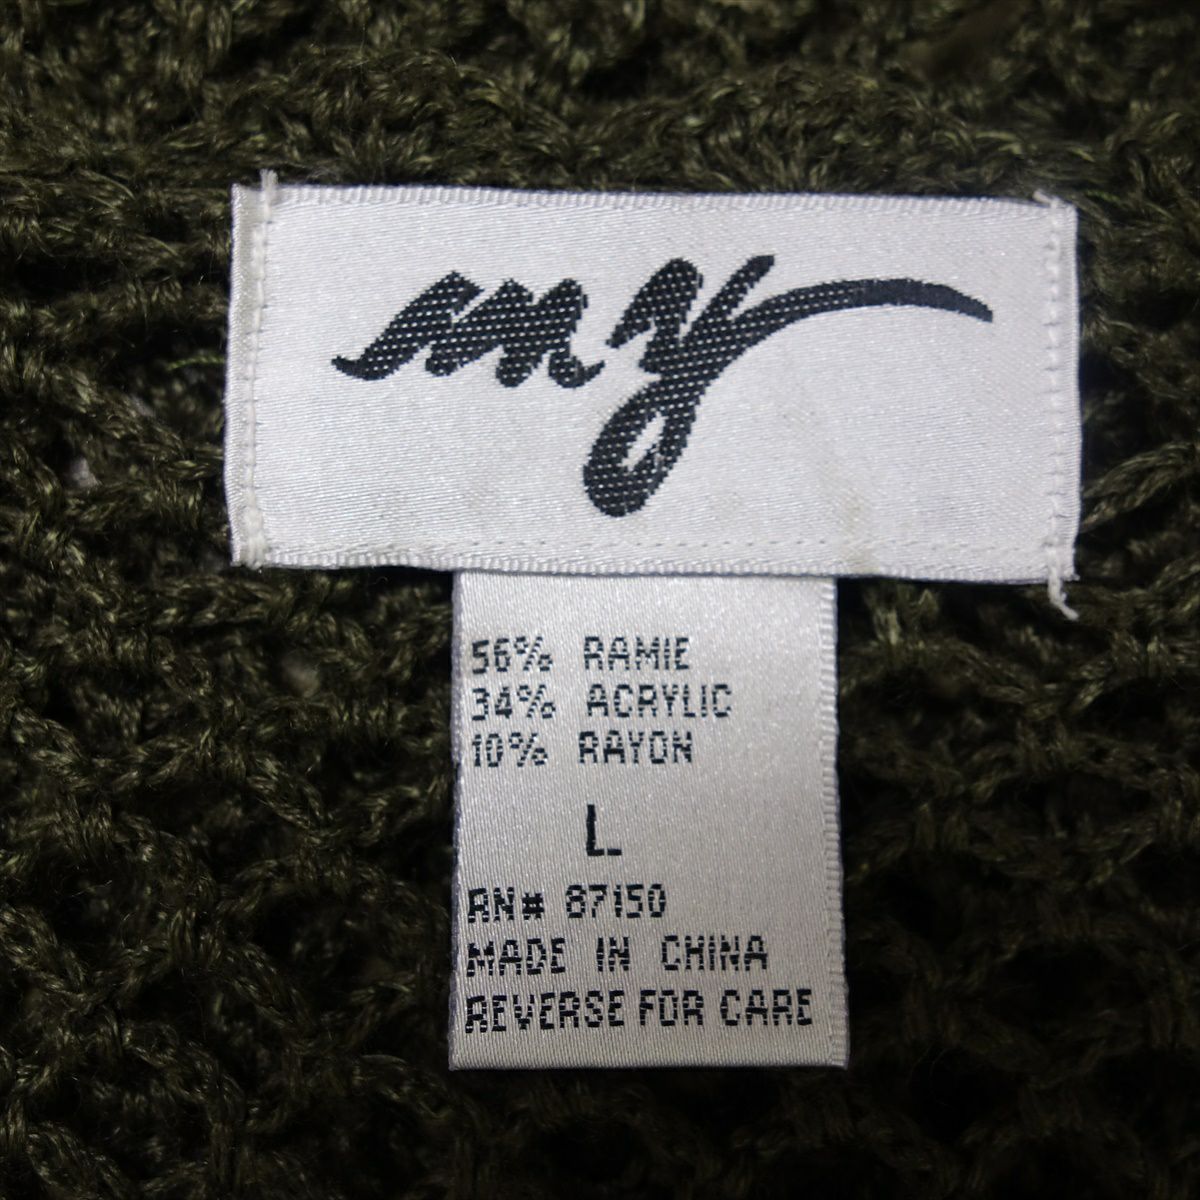 my
56% RAMIE
34% ACRYLIC
10% RAYON
L
RN# 87150
MADE IN CHINA
REVERSE FOR CARE